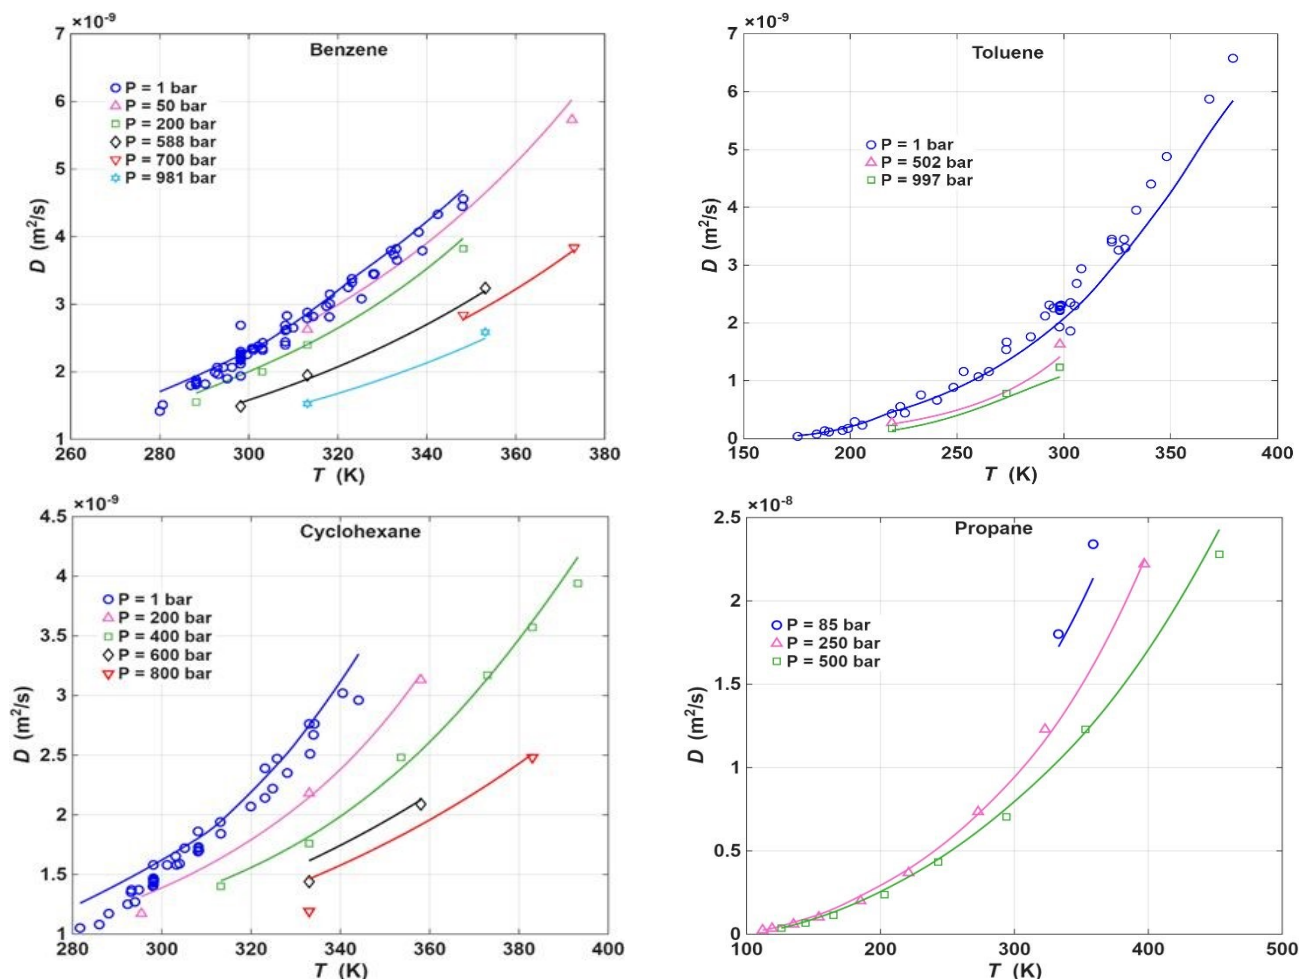 ×10⁻⁹
Benzene
P = 1 bar
P = 50 bar
P = 200 bar
P = 588 bar
P = 700 bar
P = 981 bar
7
6
5
4
3
2
1
D (m²/s)
260 280 300 320 340 360 380
T (K)
×10⁻⁹
Toluene
P = 1 bar
P = 502 bar
P = 997 bar
7
6
5
4
3
2
1
0
D (m²/s)
150 200 250 300 350 400
T (K)
×10⁻⁹
Cyclohexane
P = 1 bar
P = 200 bar
P = 400 bar
P = 600 bar
P = 800 bar
4.5
4
3.5
3
2.5
2
1.5
1
D (m²/s)
280 300 320 340 360 380 400
T (K)
×10⁻⁸
Propane
P = 85 bar
P = 250 bar
P = 500 bar
2.5
2
1.5
1
0.5
0
D (m²/s)
100 200 300 400 500
T (K)